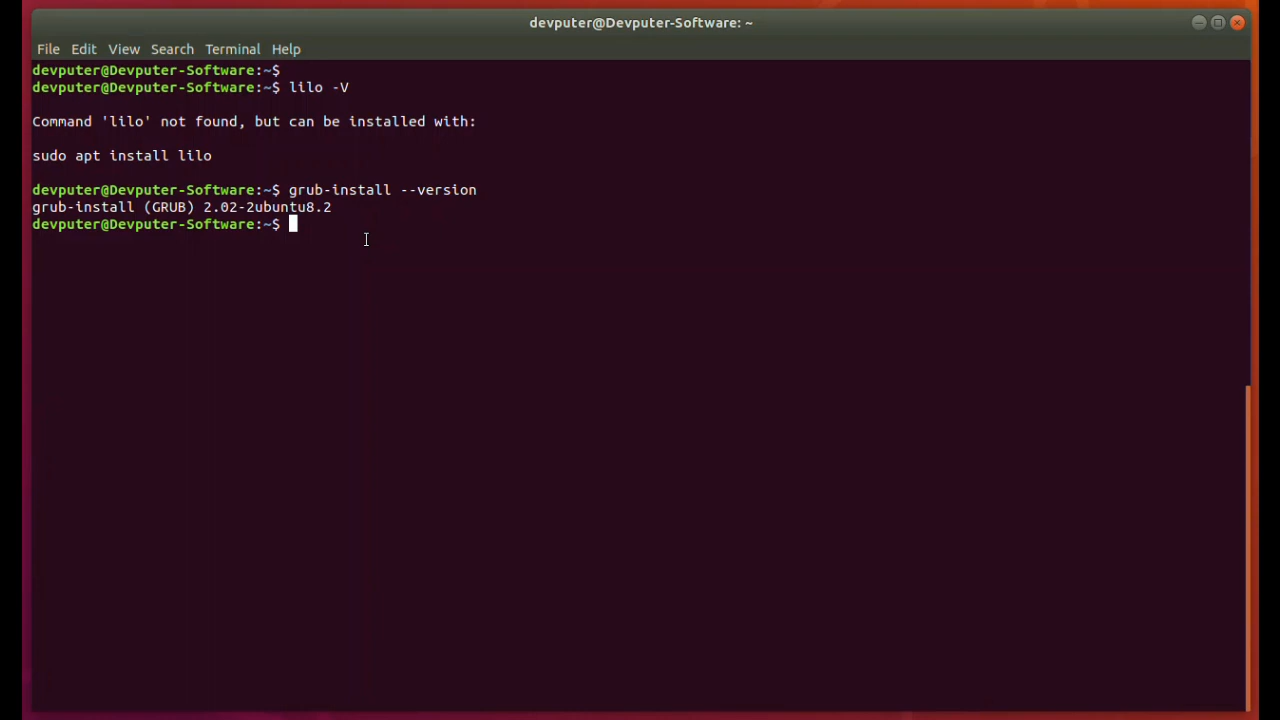 devputer@Devputer-Software: ~
File Edit View Search Terminal Help
devputer@Devputer-Software:~$
devputer@Devputer-Software:~$ lilo -V
Command 'lilo' not found, but can be installed with:
sudo apt install lilo
devputer@Devputer-Software:~$ grub-install --version
grub-install (GRUB) 2.02-2ubuntu8.2
devputer@Devputer-Software:~$